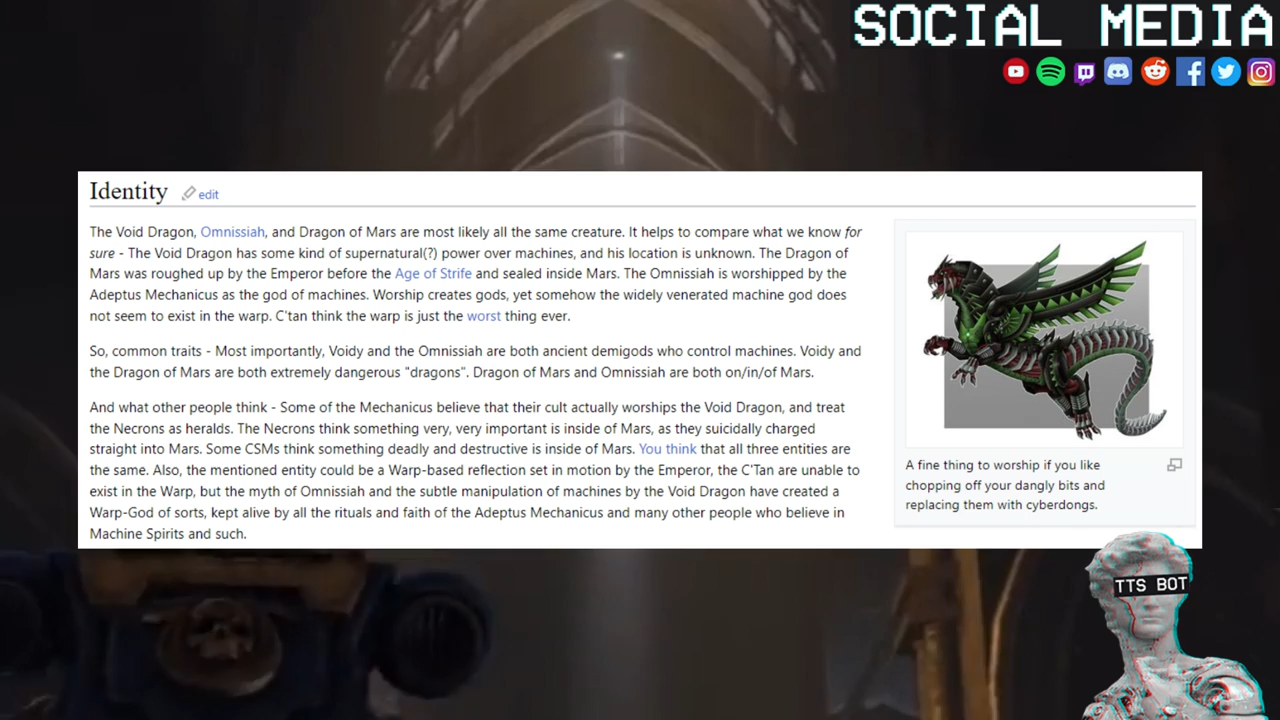 SOCIAL MEDIA
Identity edit
The Void Dragon, Omnissiah, and Dragon of Mars are most likely all the same creature. It helps to compare what we know for
sure - The Void Dragon has some kind of supernatural(?) power over machines, and his location is unknown. The Dragon of
Mars was roughed up by the Emperor before the Age of Strife and sealed inside Mars. The Omnissiah is worshipped by the
Adeptus Mechanicus as the god of machines. Worship creates gods, yet somehow the widely venerated machine god does
not seem to exist in the warp. C'tan think the warp is just the worst thing ever.
So, common traits - Most importantly, Voidy and the Omnissiah are both ancient demigods who control machines. Voidy and
the Dragon of Mars are both extremely dangerous "dragons". Dragon of Mars and Omnissiah are both on/in/of Mars.
And what other people think - Some of the Mechanicus believe that their cult actually worships the Void Dragon, and treat
the Necrons as heralds. The Necrons think something very, very important is inside of Mars, as they suicidally charged
straight into Mars. Some CSMs think something deadly and destructive is inside of Mars. You think that all three entities are
the same. Also, the mentioned entity could be a Warp-based reflection set in motion by the Emperor, the C'Tan are unable to
exist in the Warp, but the myth of Omnissiah and the subtle manipulation of machines by the Void Dragon have created a
Warp-God of sorts, kept alive by all the rituals and faith of the Adeptus Mechanicus and many other people who believe in
Machine Spirits and such.
A fine thing to worship if you like
chopping off your dangly bits and
replacing them with cyberdongs.
TTS BOT